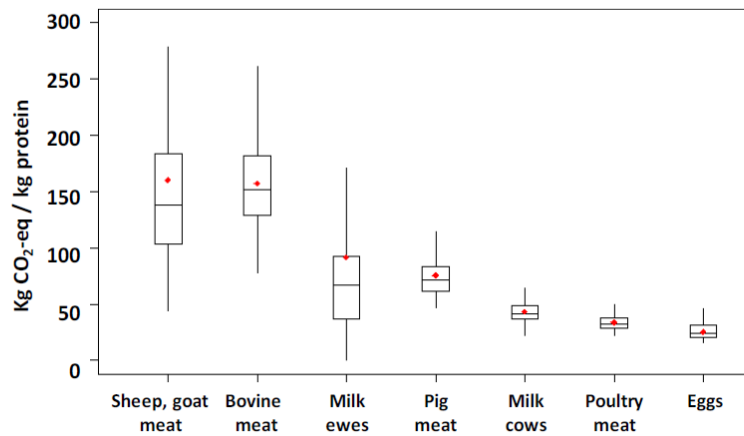 300
250
200
150
100
50
0
Kg CO₂-eq / kg protein
Sheep, goat meat
Bovine meat
Milk ewes
Pig meat
Milk cows
Poultry meat
Eggs